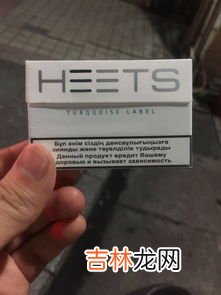 HEETS
TURQUOISE LABEL
Бұл өнім сіздің денсаулығыңызға
зиянды және тәуелділік тудырады
Данный продукт вредит Вашему
здоровью и вызывает зависимость
吉林龙网